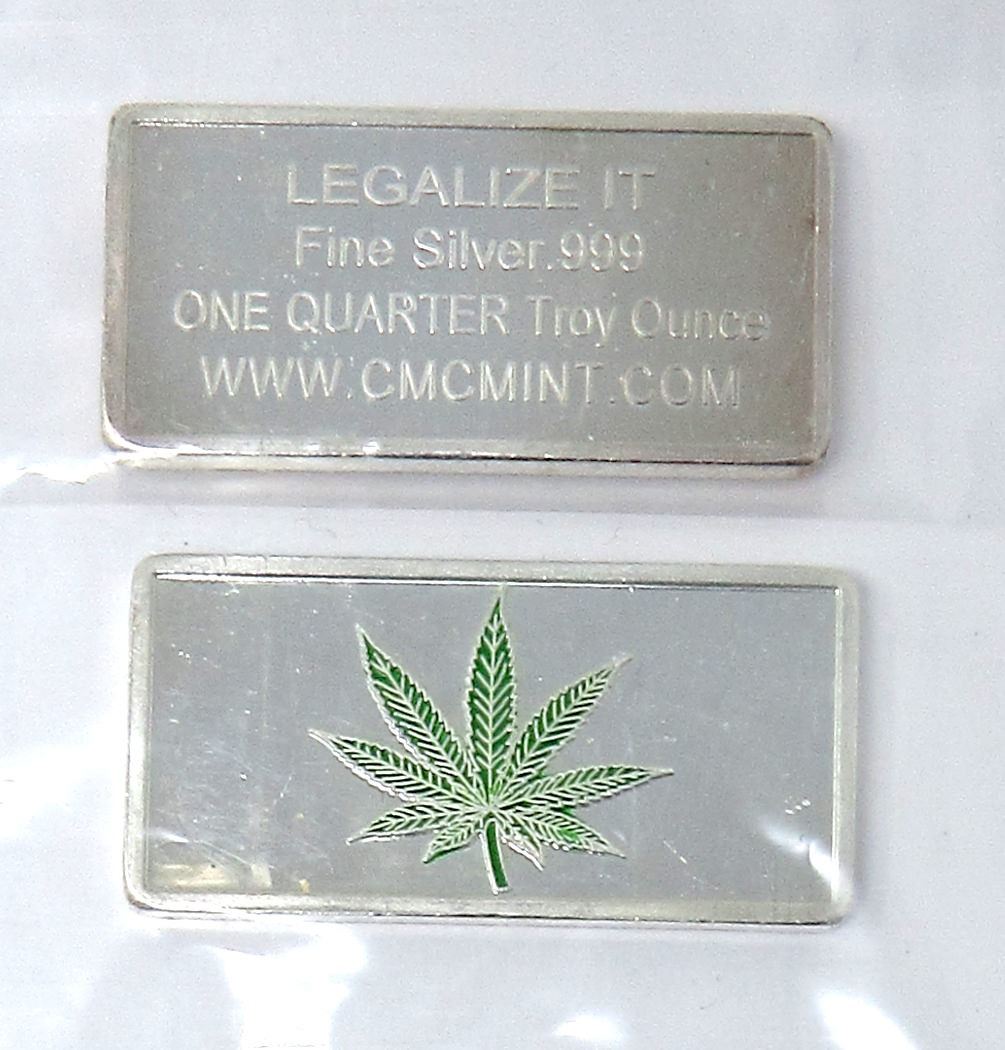 LEGALIZE IT
Fine Silver.999
ONE QUARTER Troy Ounce
WWW.CMCMINT.COM